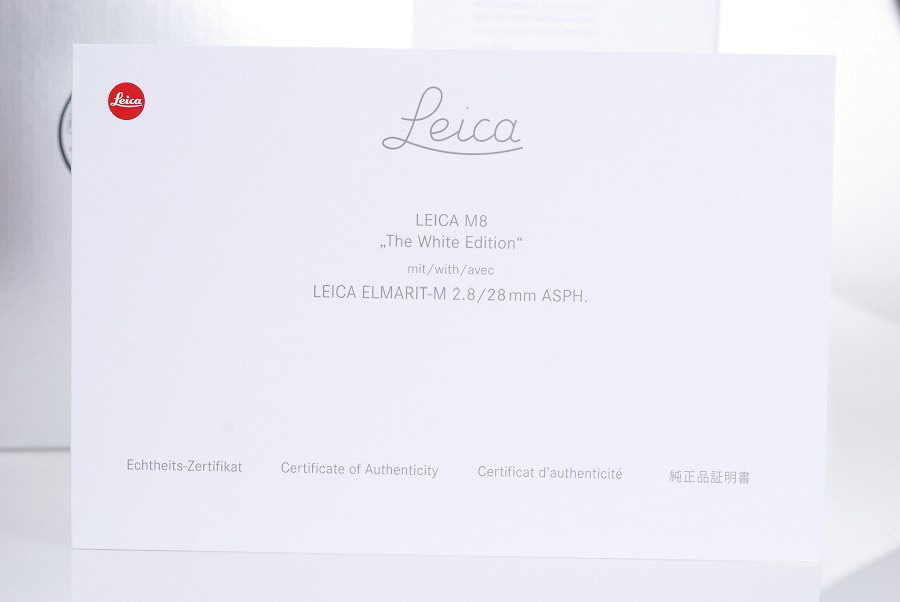 Leica
Leica
LEICA M8
„The White Edition“
mit/with/avec
LEICA ELMARIT-M 2.8/28 mm ASPH.
Echtheits-Zertifikat Certificate of Authenticity Certificat d'authenticité 純正品証明書